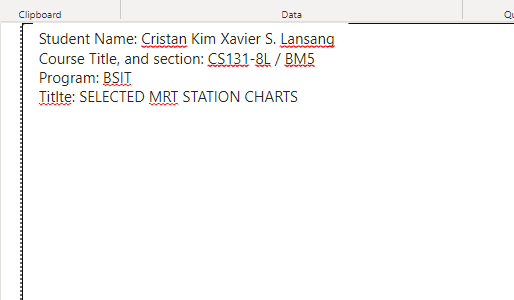 Clipboard Data Qu
Student Name: Cristan Kim Xavier S. Lansang
Course Title, and section: CS131-8L / BM5
Program: BSIT
Titlte: SELECTED MRT STATION CHARTS